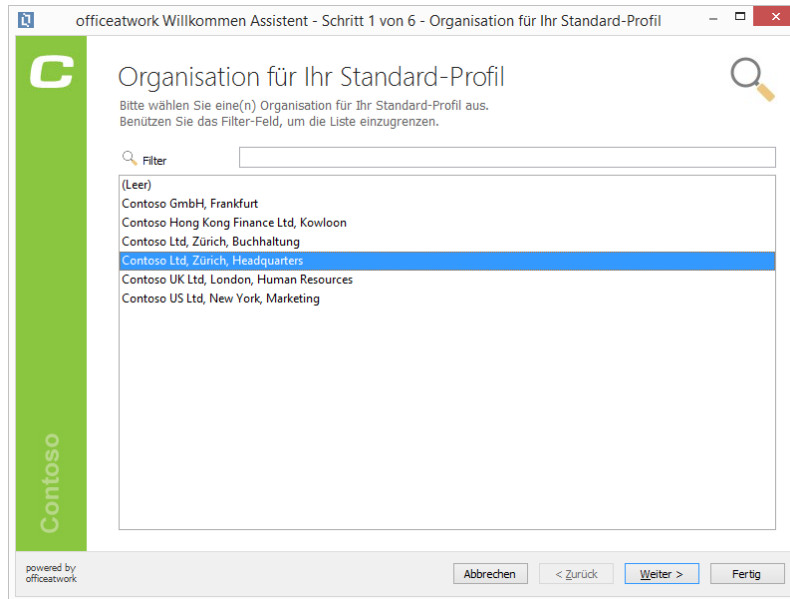 officeatwork Willkommen Assistent - Schritt 1 von 6 - Organisation für Ihr Standard-Profil
C
Organisation für Ihr Standard-Profil
Bitte wählen Sie eine(n) Organisation für Ihr Standard-Profil aus.
Benützen Sie das Filter-Feld, um die Liste einzugrenzen.
Filter
(Leer)
Contoso GmbH, Frankfurt
Contoso Hong Kong Finance Ltd, Kowloon
Contoso Ltd, Zürich, Buchhaltung
Contoso Ltd, Zürich, Headquarters
Contoso UK Ltd, London, Human Resources
Contoso US Ltd, New York, Marketing
Contoso
powered by
officeatwork
Abbrechen < Zurück Weiter > Fertig